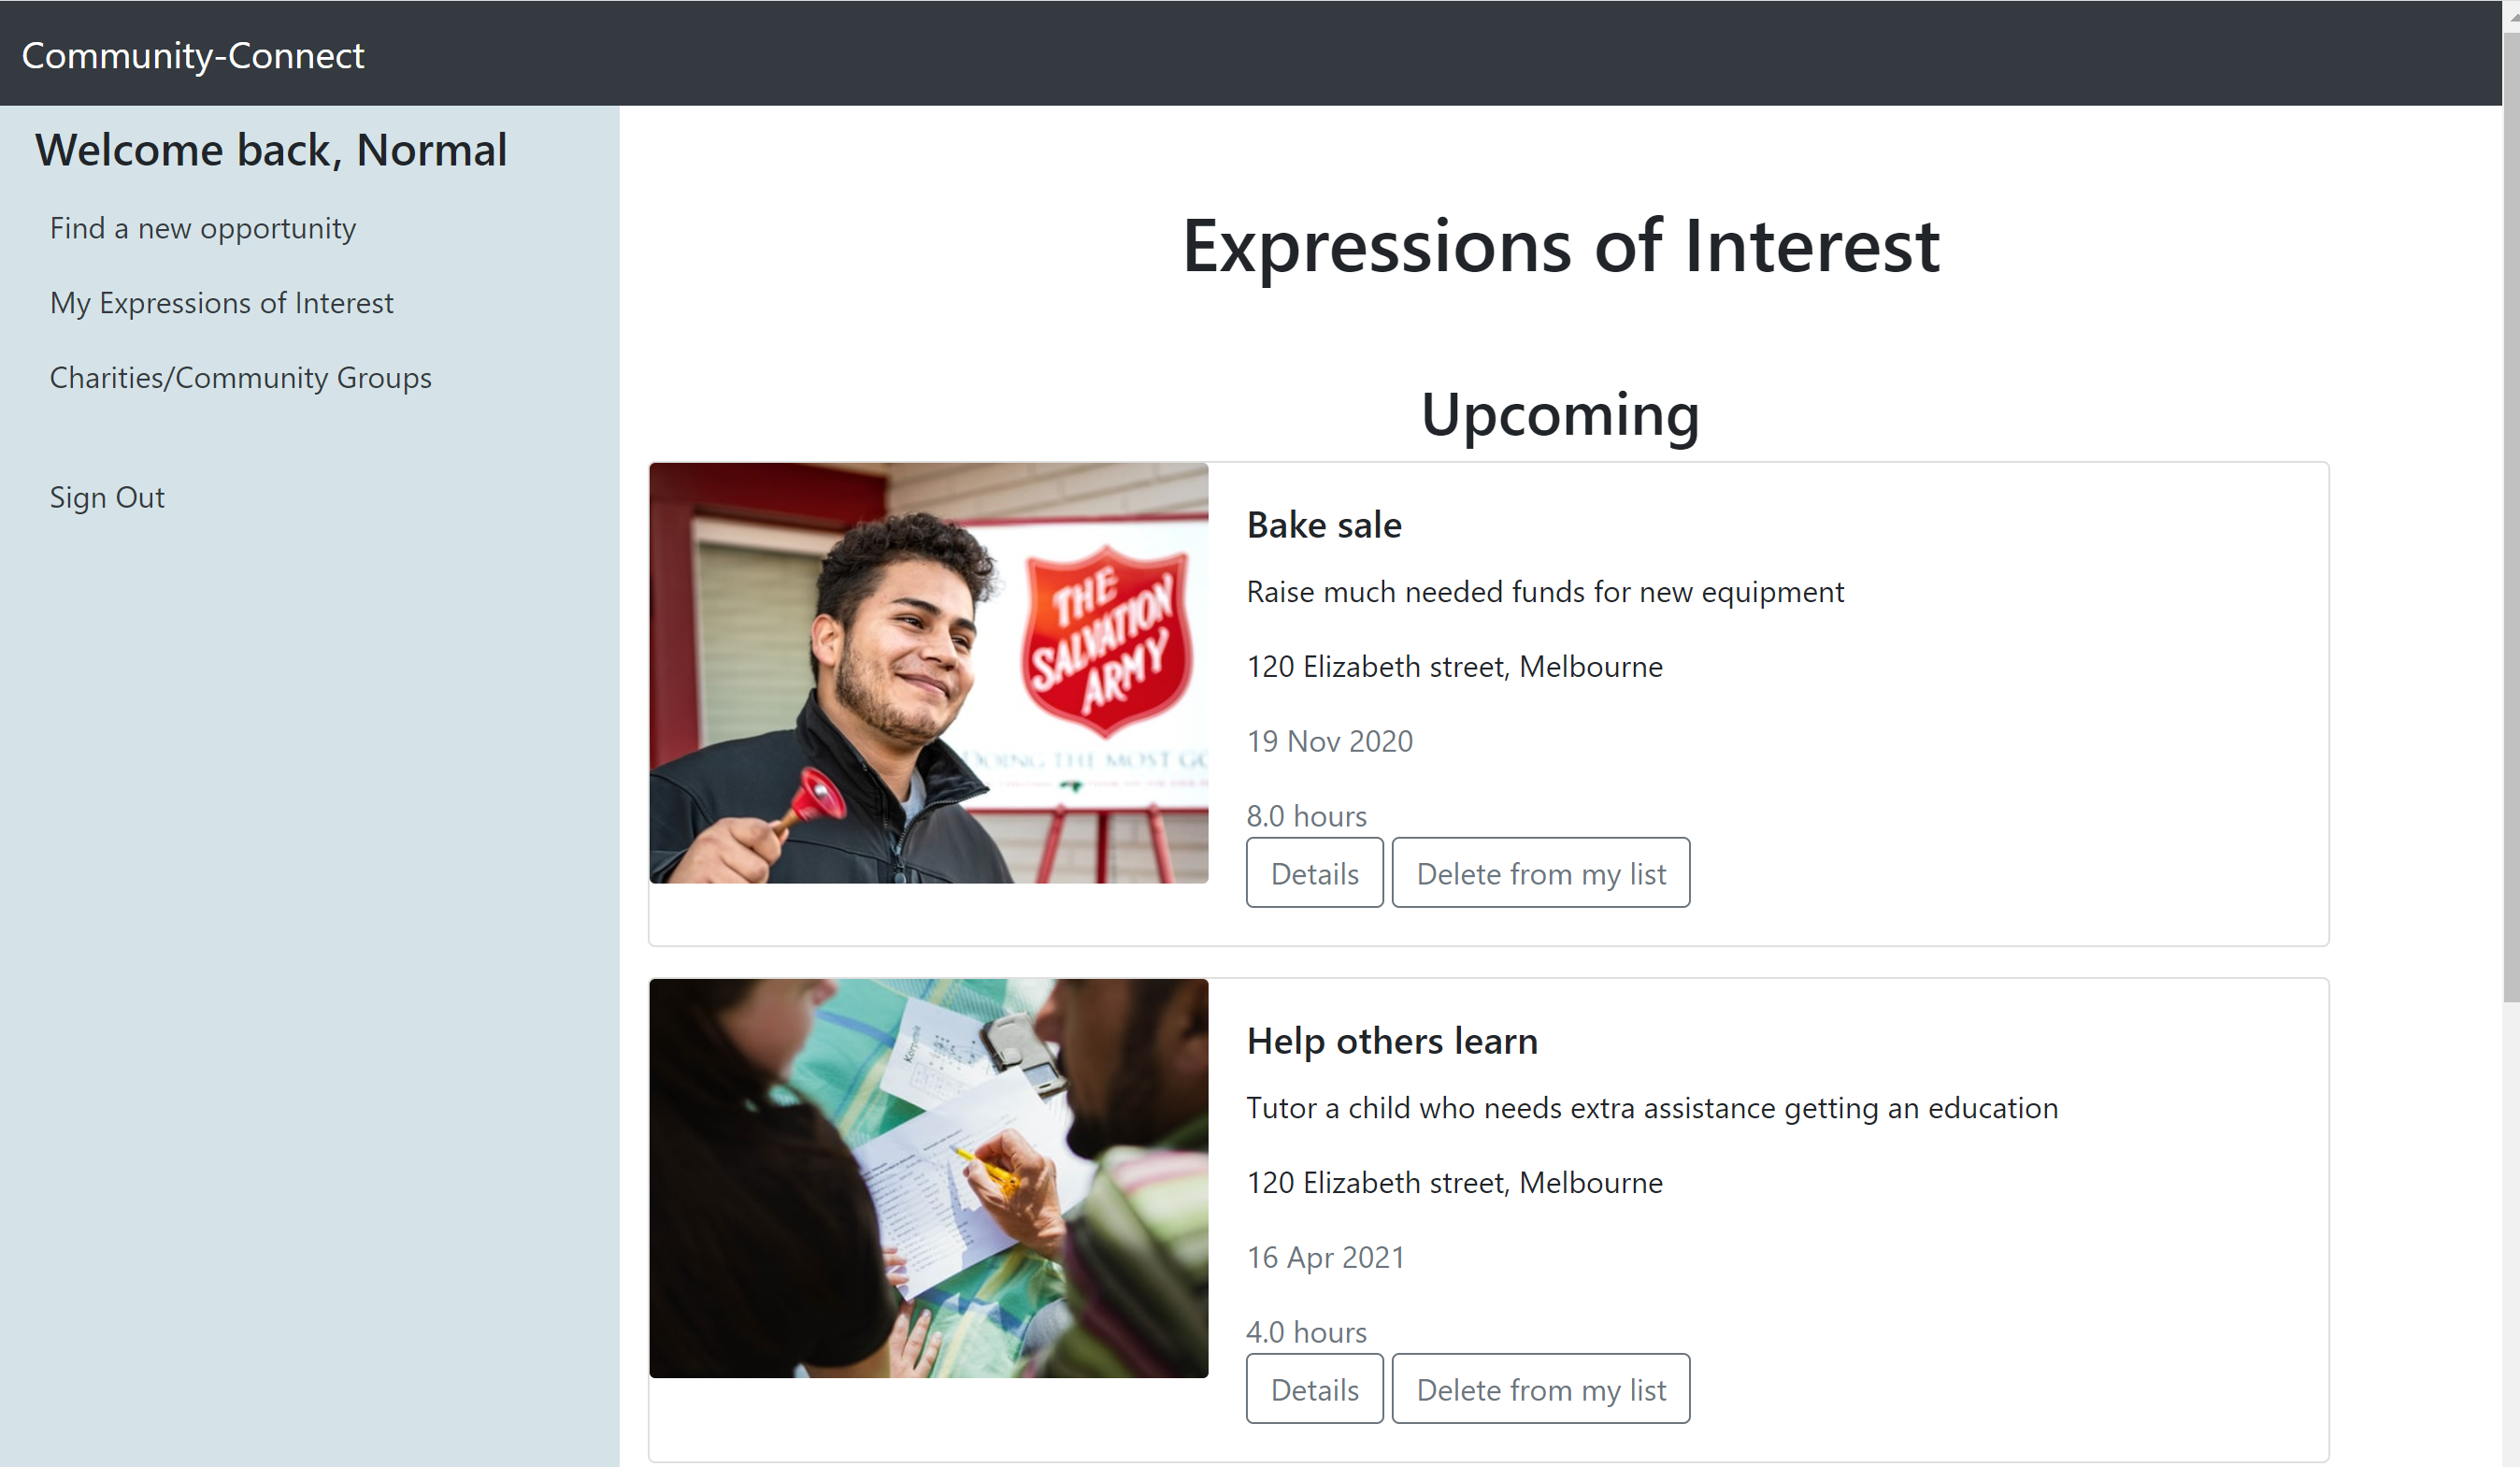 Community-Connect
Welcome back, Normal
Find a new opportunity
My Expressions of Interest
Charities/Community Groups
Sign Out
Expressions of Interest
Upcoming
THE
SALVATION
ARMY
DOING THE MOST
Bake sale
Raise much needed funds for new equipment
120 Elizabeth street, Melbourne
19 Nov 2020
8.0 hours
Details
Delete from my list
Help others learn
Tutor a child who needs extra assistance getting an education
120 Elizabeth street, Melbourne
16 Apr 2021
4.0 hours
Details
Delete from my list